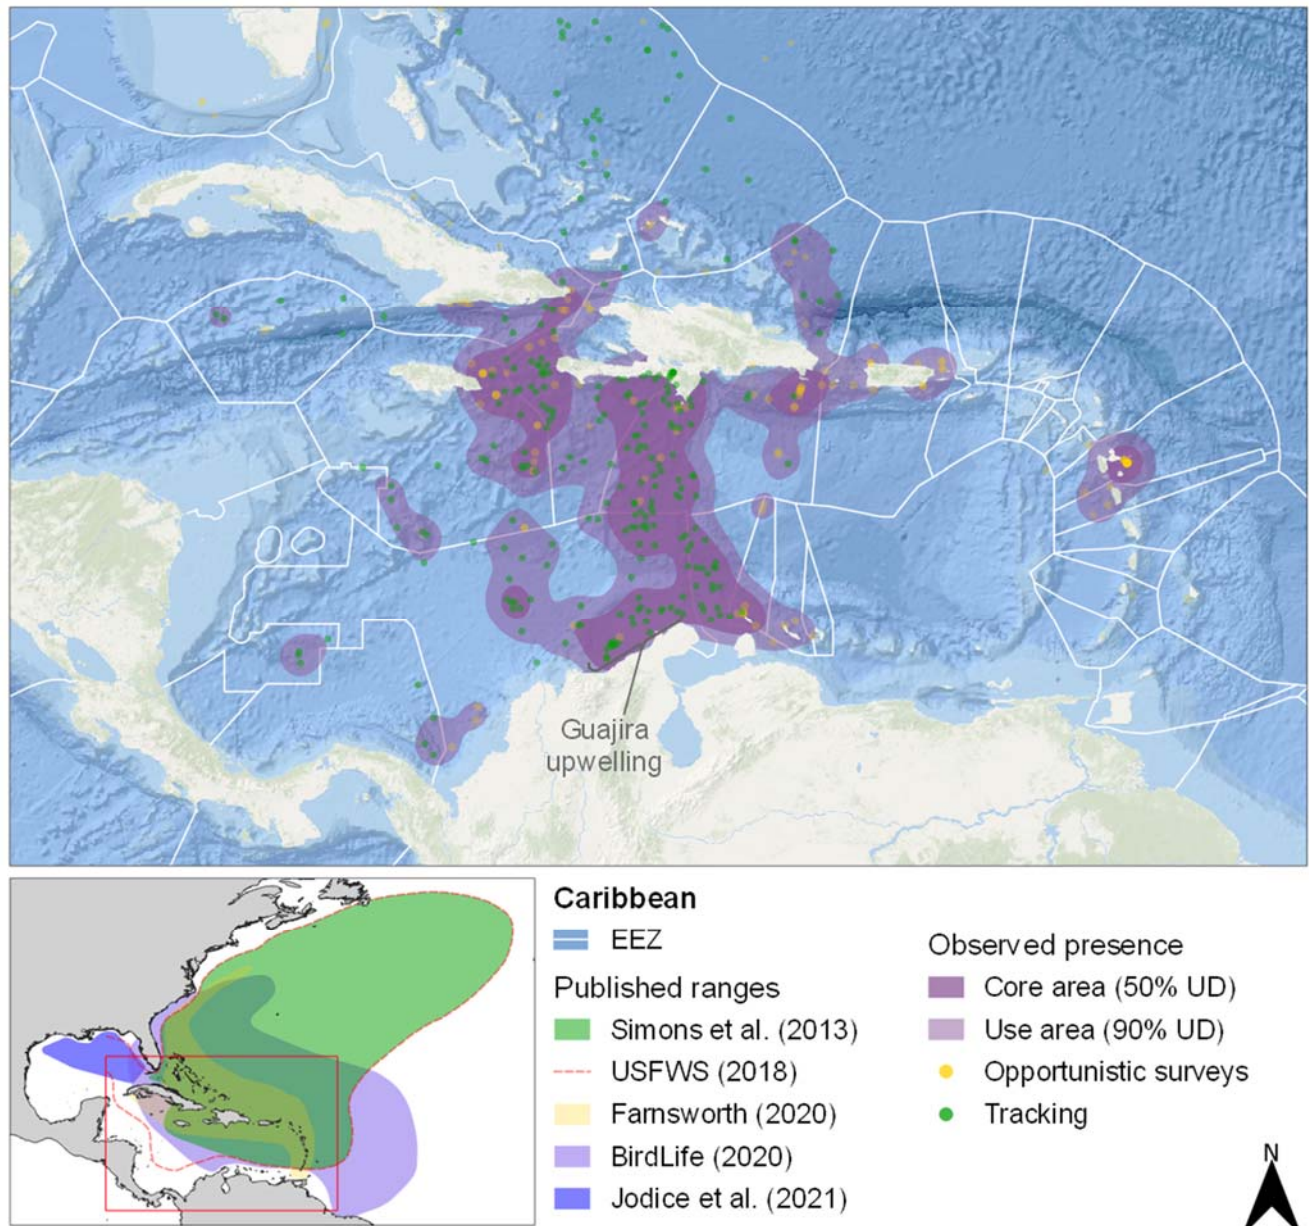 Guajira
upwelling
Caribbean
EEZ
Published ranges
Simons et al. (2013)
USFWS (2018)
Farnsworth (2020)
BirdLife (2020)
Jodice et al. (2021)
Observed presence
Core area (50% UD)
Use area (90% UD)
Opportunistic surveys
Tracking
N